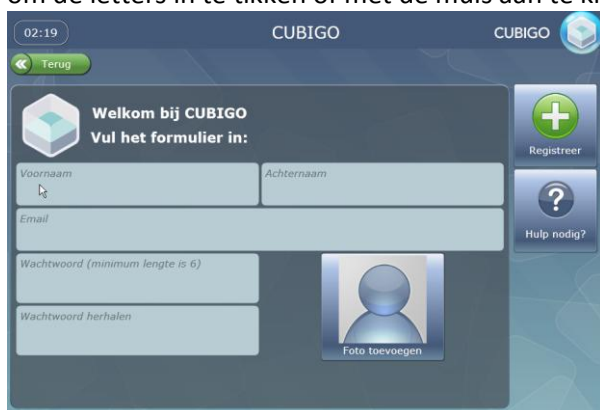 om de letters in te tikken of met de muis aan te
02:19 CUBIGO CUBIGO
Terug
Welkom bij CUBIGO
Vul het formulier in:
Registreer
Voornaam Achternaam
Email
Hulp nodig?
Wachtwoord (minimum lengte is 6)
Wachtwoord herhalen
Foto toevoegen